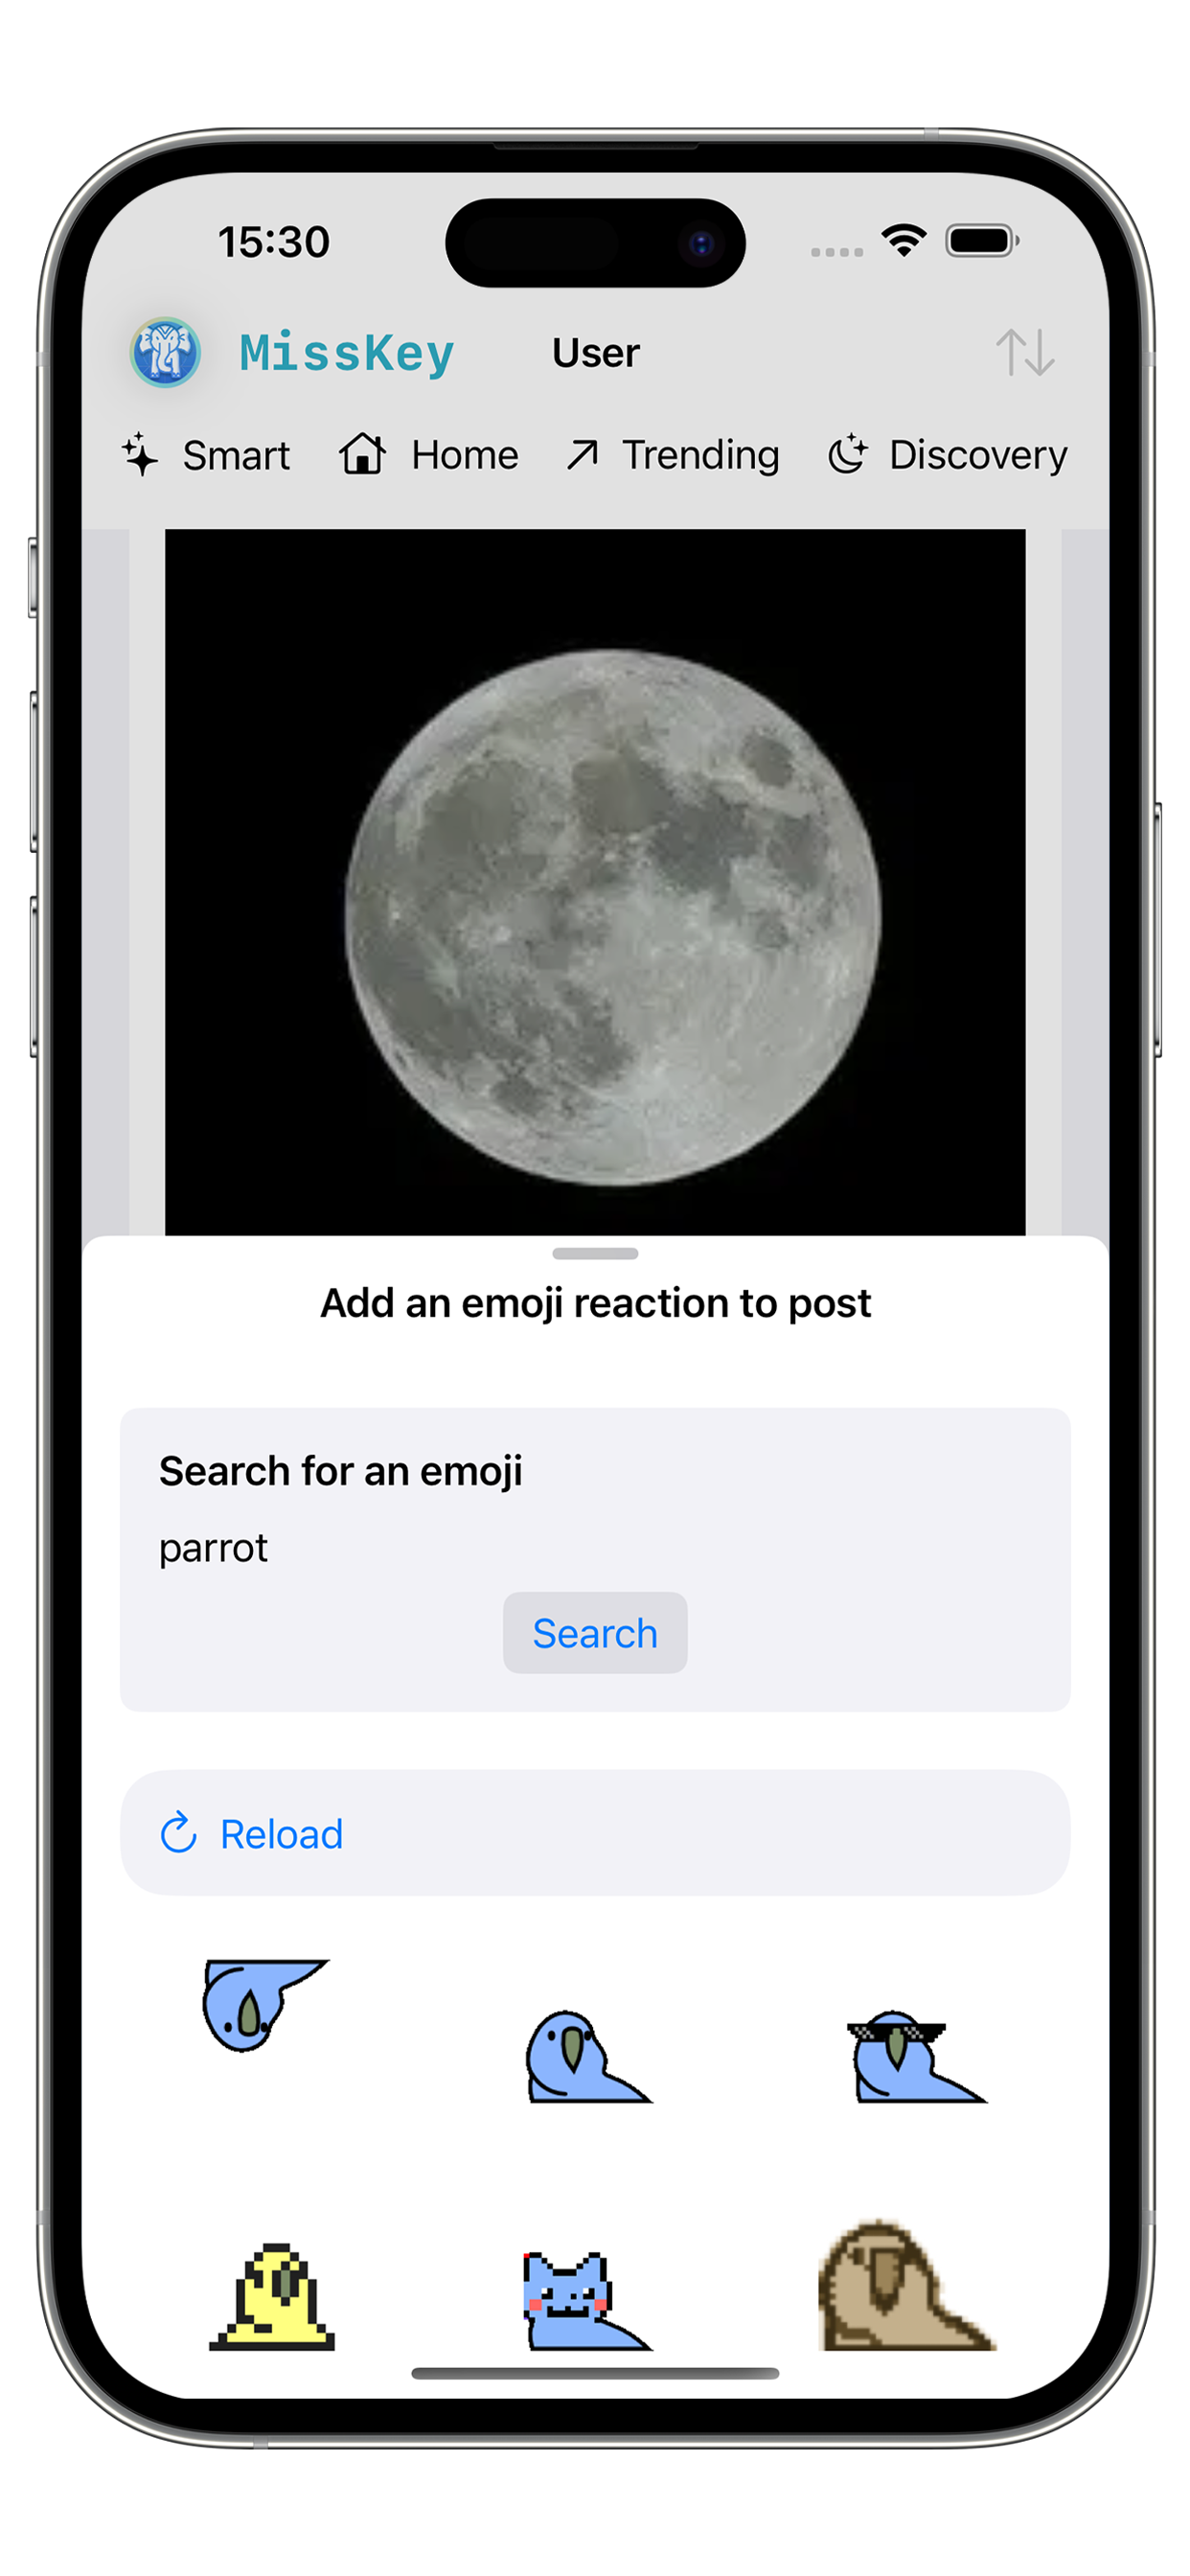 15:30
MissKey User
Smart Home Trending Discovery
Add an emoji reaction to post
Search for an emoji
parrot
Search
Reload